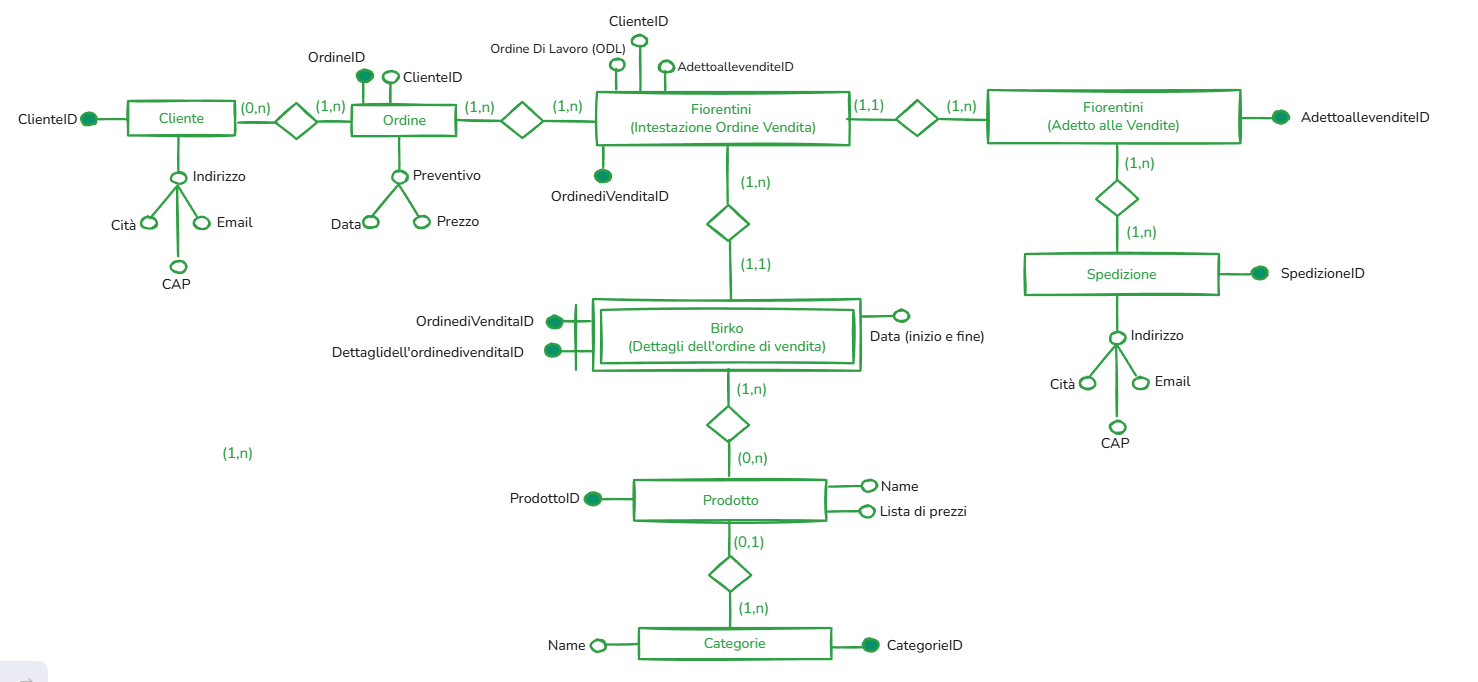 ClienteID
Ordine Di Lavoro (ODL)
OrdineID
ClienteID
AdettoallevenditeID
ClienteID
Cliente
(0,n)
(1,n)
Ordine
(1,n)
(1,n)
Fiorentini
(Intestazione Ordine Vendita)
(1,1)
(1,n)
Fiorentini
(Adetto alle Vendite)
AdettoallevenditeID
Indirizzo
Preventivo
OrdinediVenditaID
(1,n)
(1,n)
Cità
Email
Data
Prezzo
(1,n)
CAP
(1,1)
Spedizione
SpedizioneID
OrdinediVenditaID
Dettaglidell'ordinedivenditaID
Birko
(Dettagli dell'ordine di vendita)
Data (inizio e fine)
Indirizzo
Cità
Email
CAP
(1,n)
(1,n)
(0,n)
ProdottoID
Prodotto
Name
Lista di prezzi
(0,1)
(1,n)
Name
Categorie
CategorieID